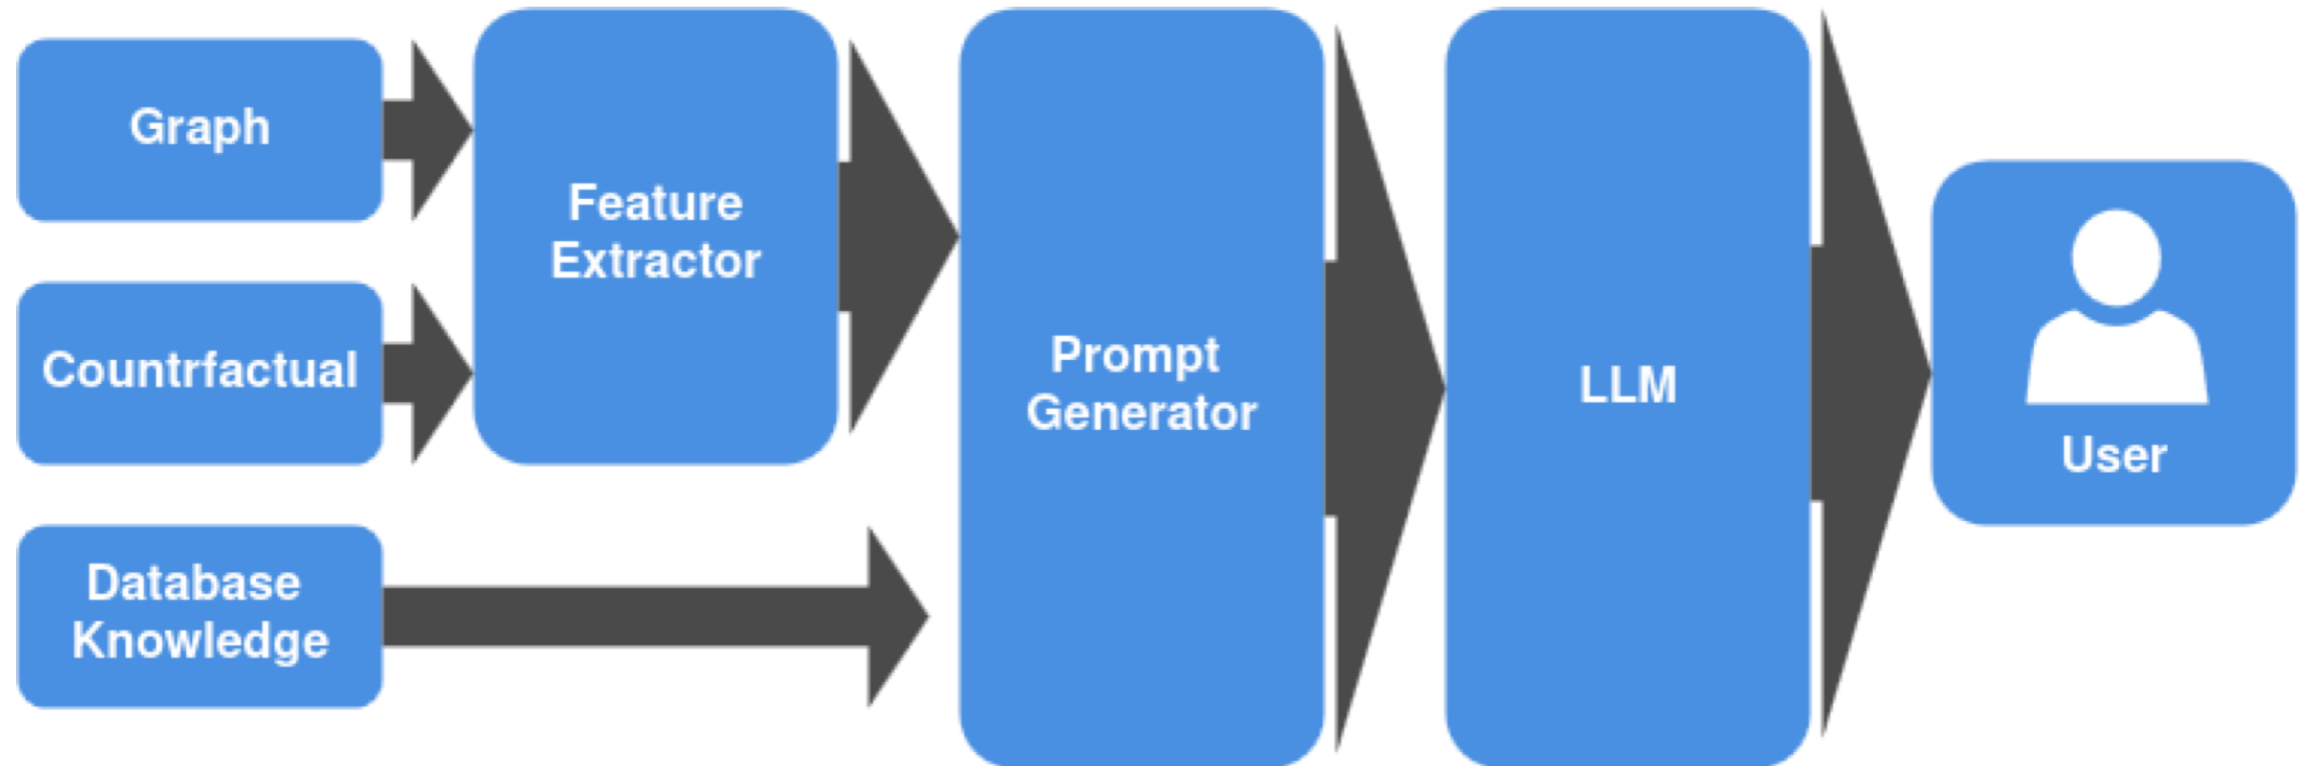 Graph
Feature
Extractor
Countrfactual
Database
Knowledge
Prompt
Generator
LLM
User